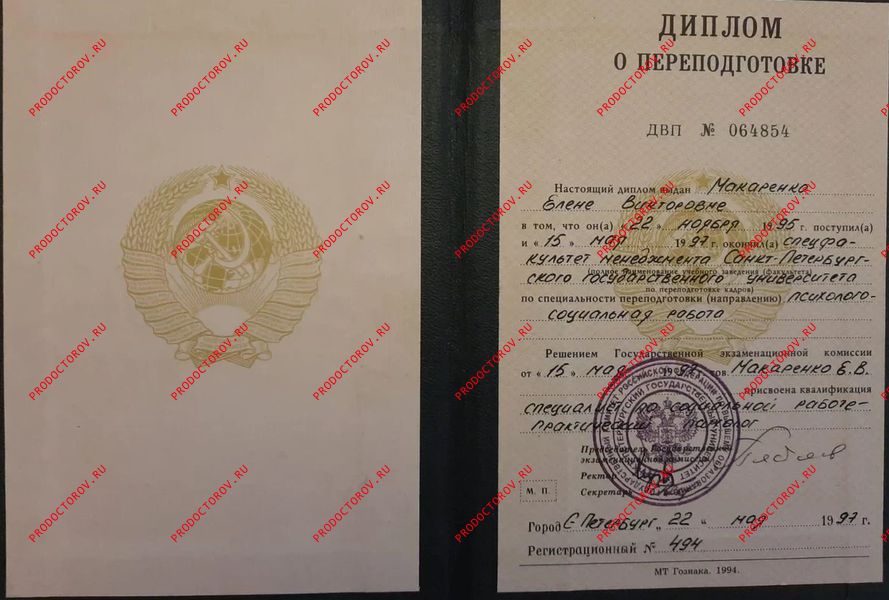 ДИПЛОМ
О ПЕРЕПОДГОТОВКЕ
ДВП № 064854
Настоящий диплом выдан Макаренко
Елене Викторовне
в том, что он(а) « 22 » ноября 1995 г. поступил(а)
и « 15 » мая 1997 г. окончил(а) спецфа-
культет менеджмента Санкт-Петербург-
(полное наименование учебного заведения (факультета)
ского государственного университета
по переподготовке кадров)
по специальности переподготовки (направлению) психолого-
социальная работа
Решением Государственной экзаменационной комиссии
от « 15 » мая 1997 г. тов. Макаренко Е.В.
присвоена квалификация
специалист по социальной работе-
практический психолог
Председатель Государственной
экзаменационной комиссии
Ректор
М. П.
Секретарь
Город С-Петербург „ 22 “ мая 1997 г.
Регистрационный № 494
МТ Гознака. 1994.
PRODOCTOROV.RU